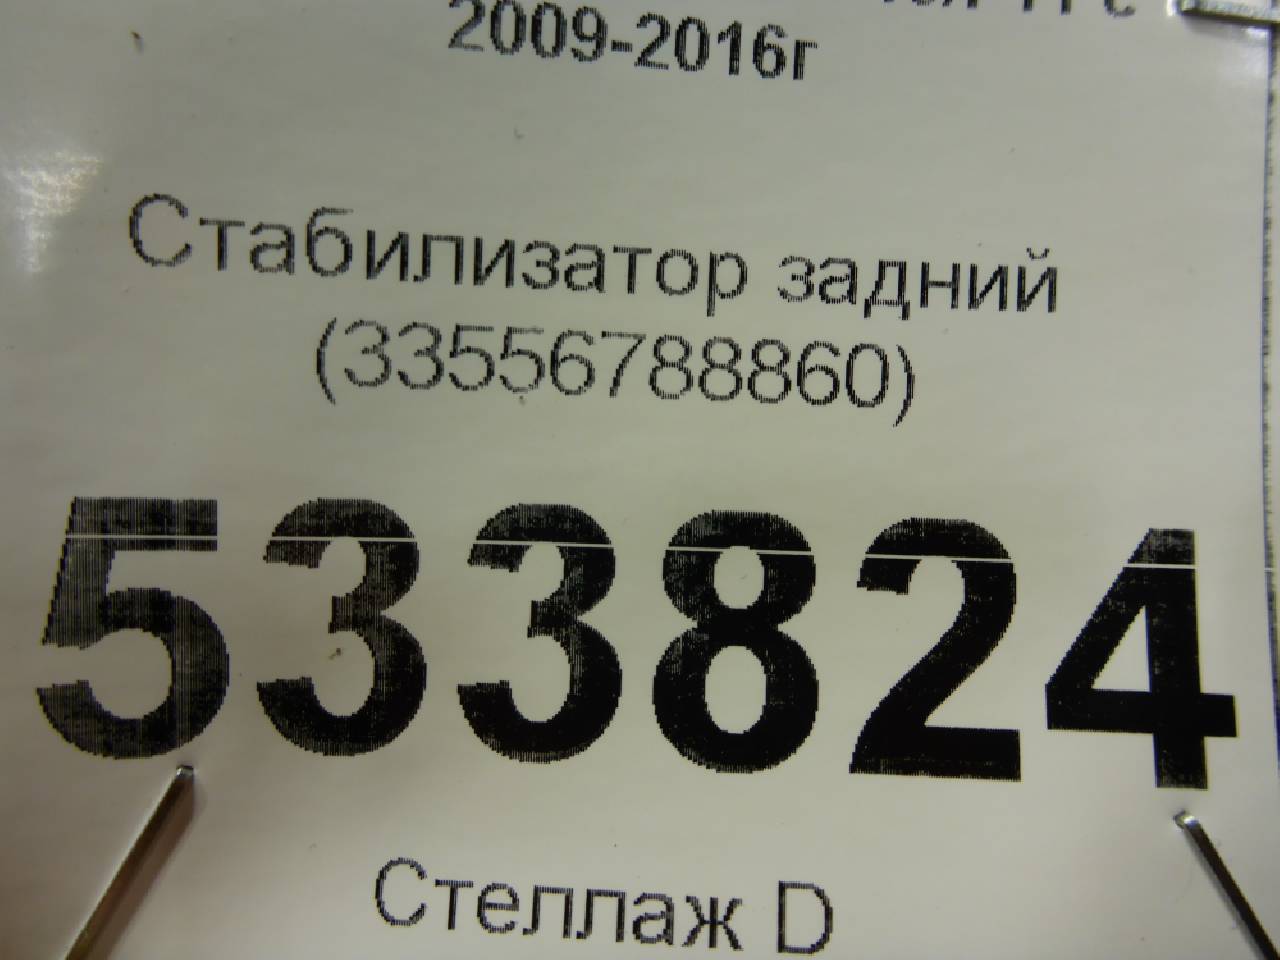 2009-2016г
Стабилизатор задний
(33556788860)
533824
Стеллаж D